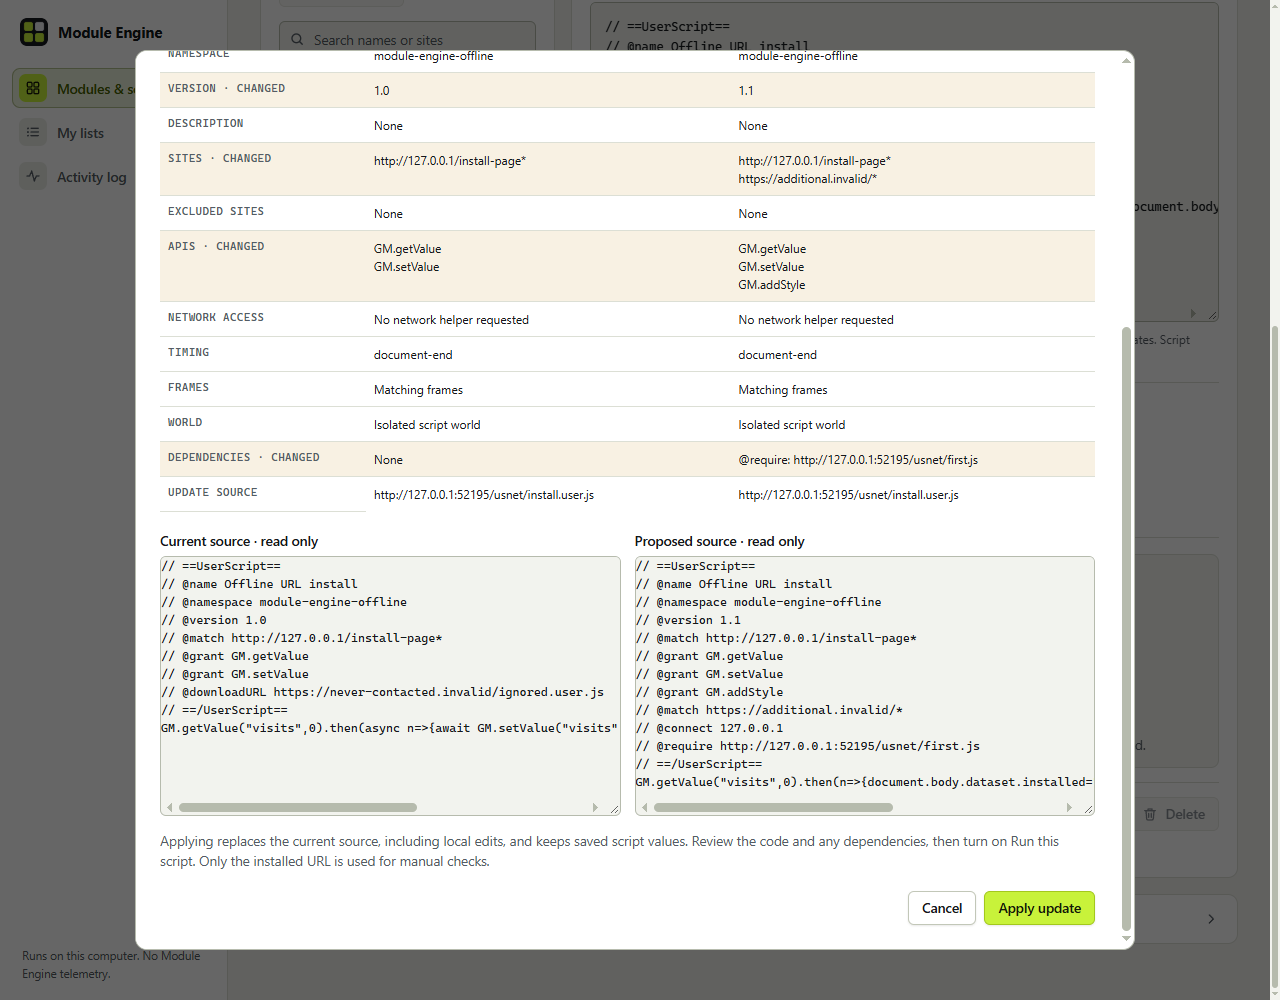 Module Engine
Modules & s
My lists
Activity log
Runs on this computer. No Module
Engine telemetry.
Search names or sites
// ==UserScript==
// @name Offline URL install
ocument.body
ates. Script
d.
Delete
NAMESPACE module-engine-offline module-engine-offline
VERSION · CHANGED 1.0 1.1
DESCRIPTION None None
SITES · CHANGED http://127.0.0.1/install-page* http://127.0.0.1/install-page*
https://additional.invalid/*
EXCLUDED SITES None None
APIS · CHANGED GM.getValue GM.getValue
GM.setValue GM.setValue
GM.addStyle
NETWORK ACCESS No network helper requested No network helper requested
TIMING document-end document-end
FRAMES Matching frames Matching frames
WORLD Isolated script world Isolated script world
DEPENDENCIES · CHANGED None @require: http://127.0.0.1:52195/usnet/first.js
UPDATE SOURCE http://127.0.0.1:52195/usnet/install.user.js http://127.0.0.1:52195/usnet/install.user.js
Current source · read only
// ==UserScript==
// @name Offline URL install
// @namespace module-engine-offline
// @version 1.0
// @match http://127.0.0.1/install-page*
// @grant GM.getValue
// @grant GM.setValue
// @downloadURL https://never-contacted.invalid/ignored.user.js
// ==/UserScript==
GM.getValue("visits",0).then(async n=>{await GM.setValue("visits"
Proposed source · read only
// ==UserScript==
// @name Offline URL install
// @namespace module-engine-offline
// @version 1.1
// @match http://127.0.0.1/install-page*
// @grant GM.getValue
// @grant GM.setValue
// @grant GM.addStyle
// @match https://additional.invalid/*
// @connect 127.0.0.1
// @require http://127.0.0.1:52195/usnet/first.js
// ==/UserScript==
GM.getValue("visits",0).then(n=>{document.body.dataset.installed=
Applying replaces the current source, including local edits, and keeps saved script values. Review the code and any dependencies, then turn on Run this
script. Only the installed URL is used for manual checks.
Cancel
Apply update